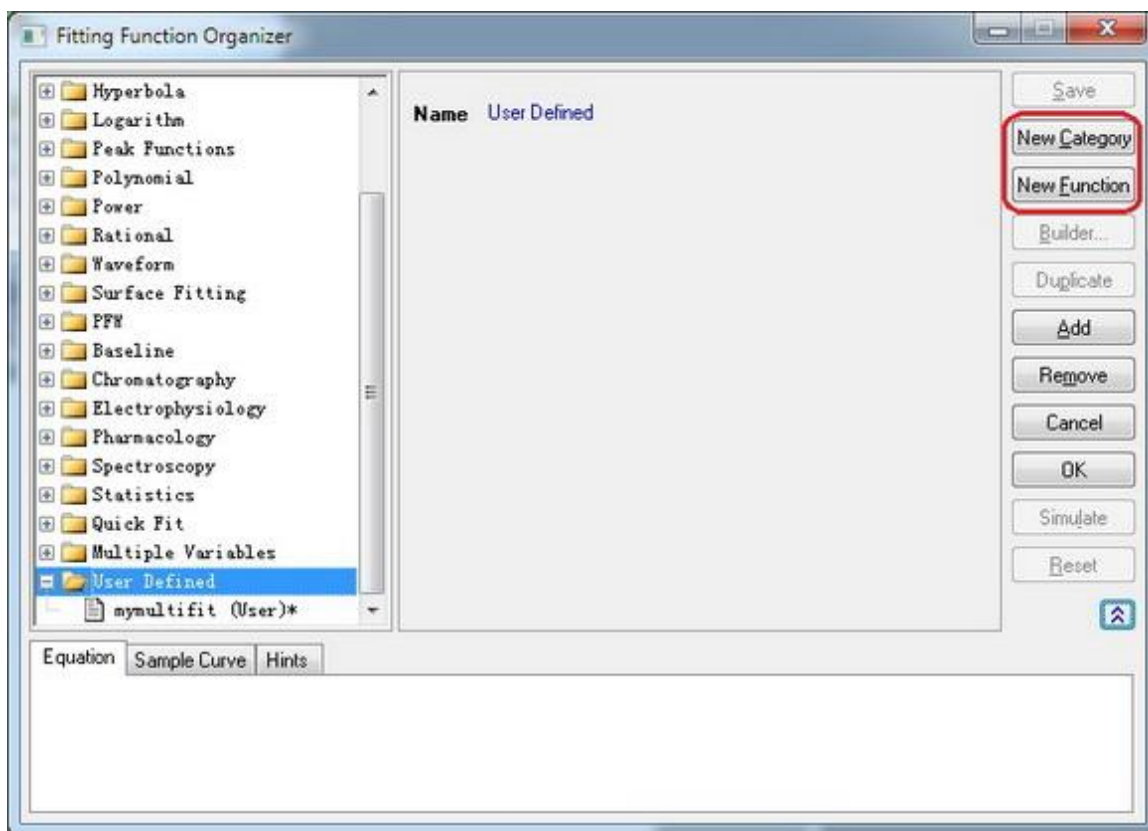 Fitting Function Organizer
Hyperbola
Logarithm
Peak Functions
Polynomial
Power
Rational
Waveform
Surface Fitting
PFW
Baseline
Chromatography
Electrophysiology
Pharmacology
Spectroscopy
Statistics
Quick Fit
Multiple Variables
User Defined
mymultifit (User)*
Name User Defined
Save
New Category
New Function
Builder...
Duplicate
Add
Remove
Cancel
OK
Simulate
Reset
Equation Sample Curve Hints